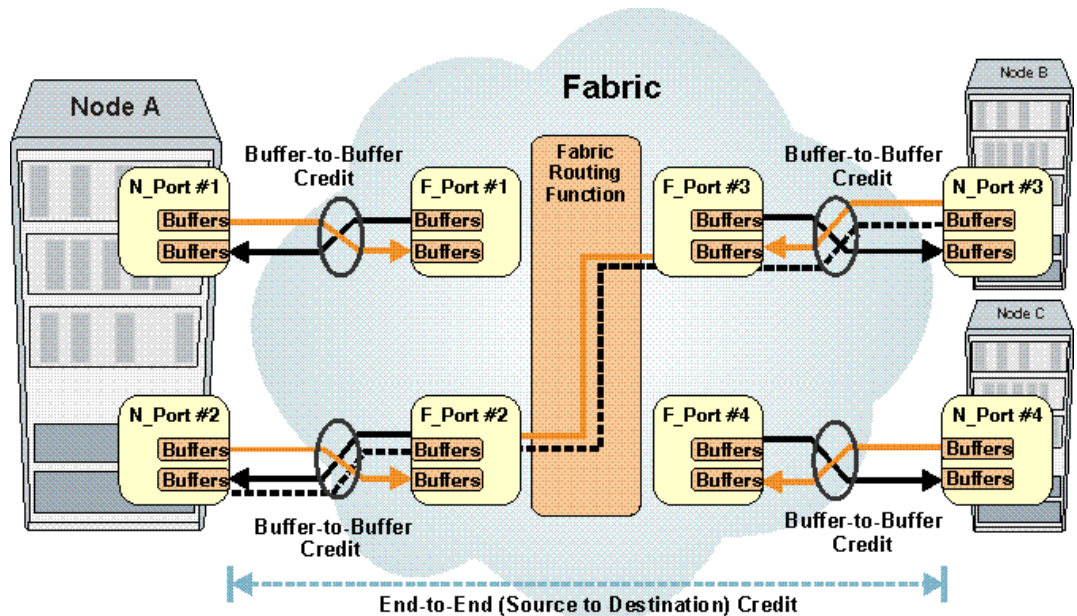 Node B
Node A
Fabric
Buffer-to-Buffer
Credit
Fabric
Routing
Function
Buffer-to-Buffer
Credit
N_Port #1
Buffers
Buffers
F_Port #1
Buffers
Buffers
F_Port #3
Buffers
Buffers
N_Port #3
Buffers
Buffers
Node C
N_Port #2
Buffers
Buffers
F_Port #2
Buffers
Buffers
F_Port #4
Buffers
Buffers
N_Port #4
Buffers
Buffers
Buffer-to-Buffer
Credit
Buffer-to-Buffer
Credit
End-to-End (Source to Destination) Credit